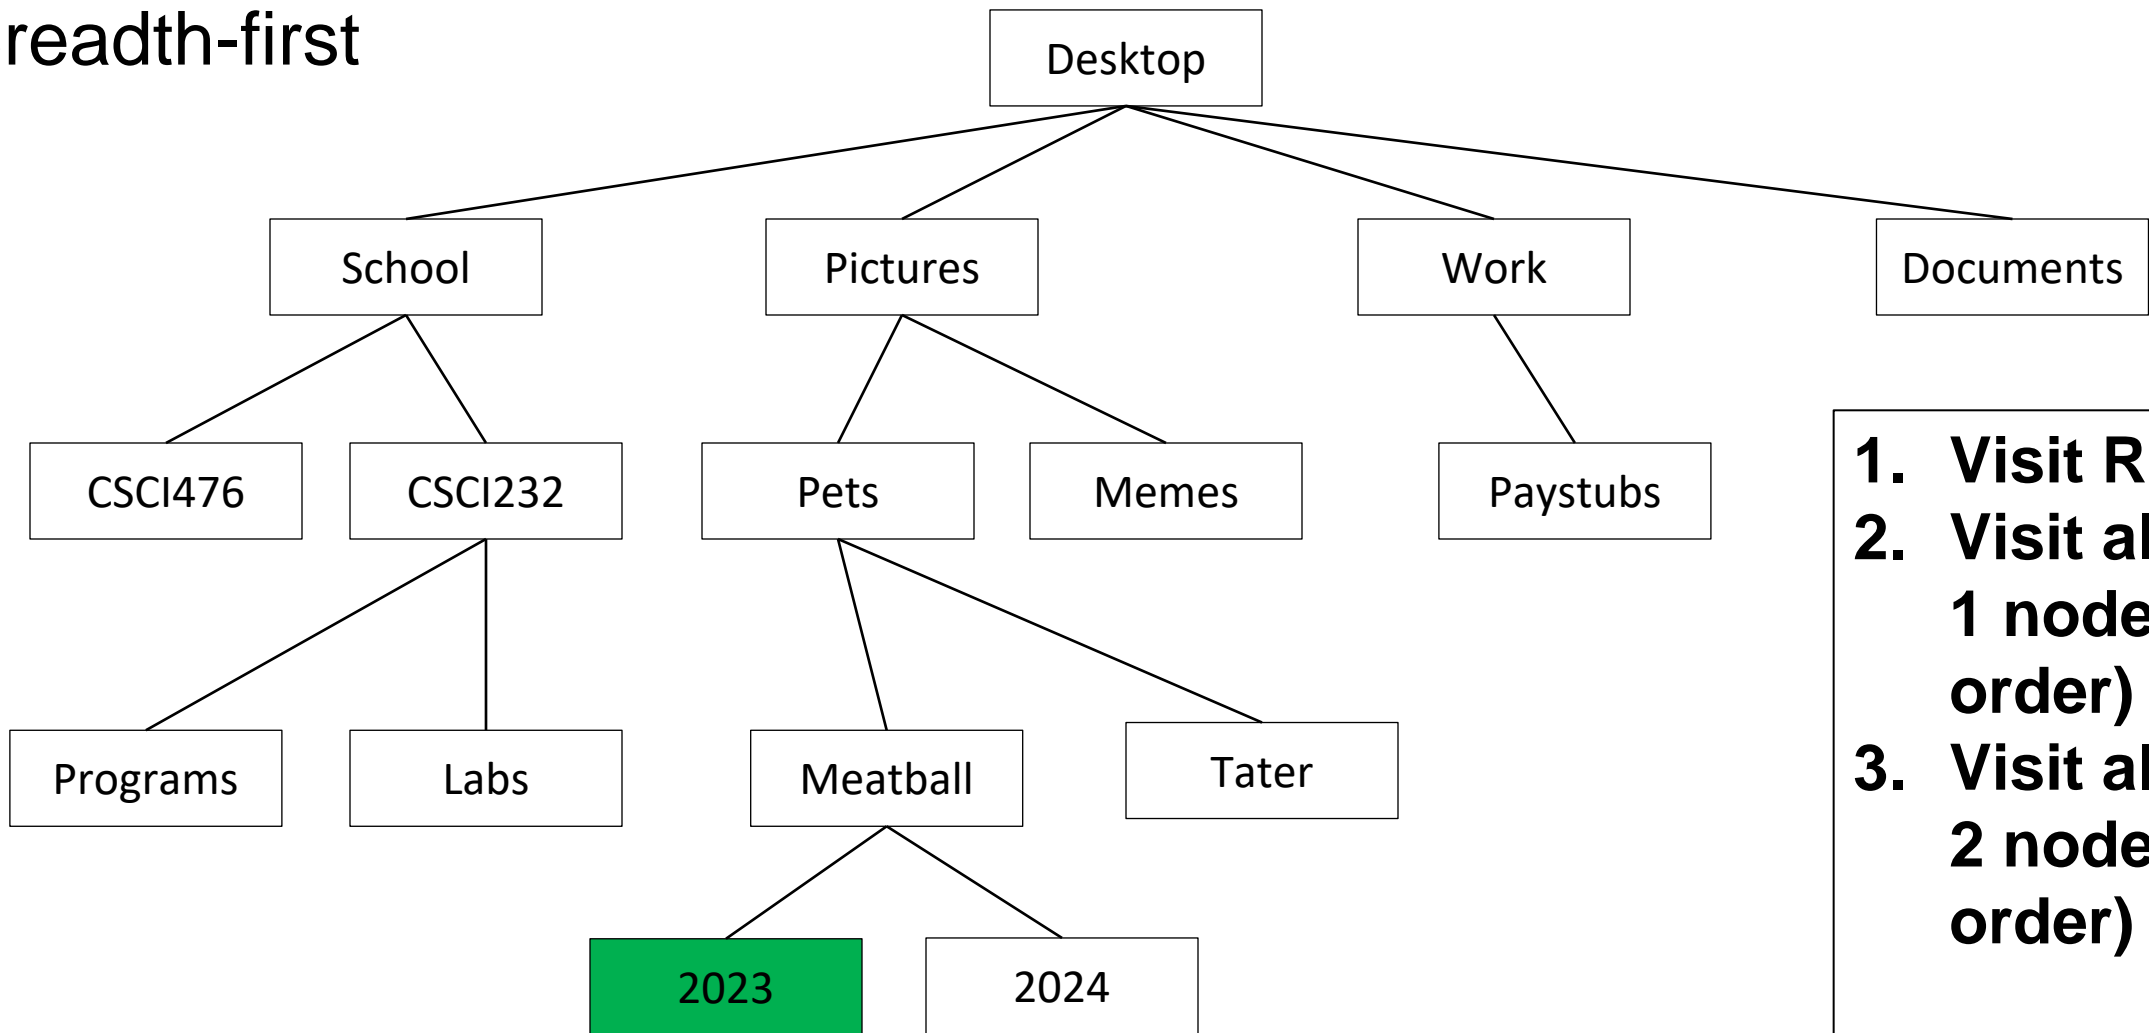 readth-first
Desktop
School
Pictures
Work
Documents
CSCI476
CSCI232
Pets
Memes
Paystubs
1. Visit R
2. Visit al
1 node
order)
3. Visit al
2 node
order)
Programs
Labs
Meatball
Tater
2023
2024